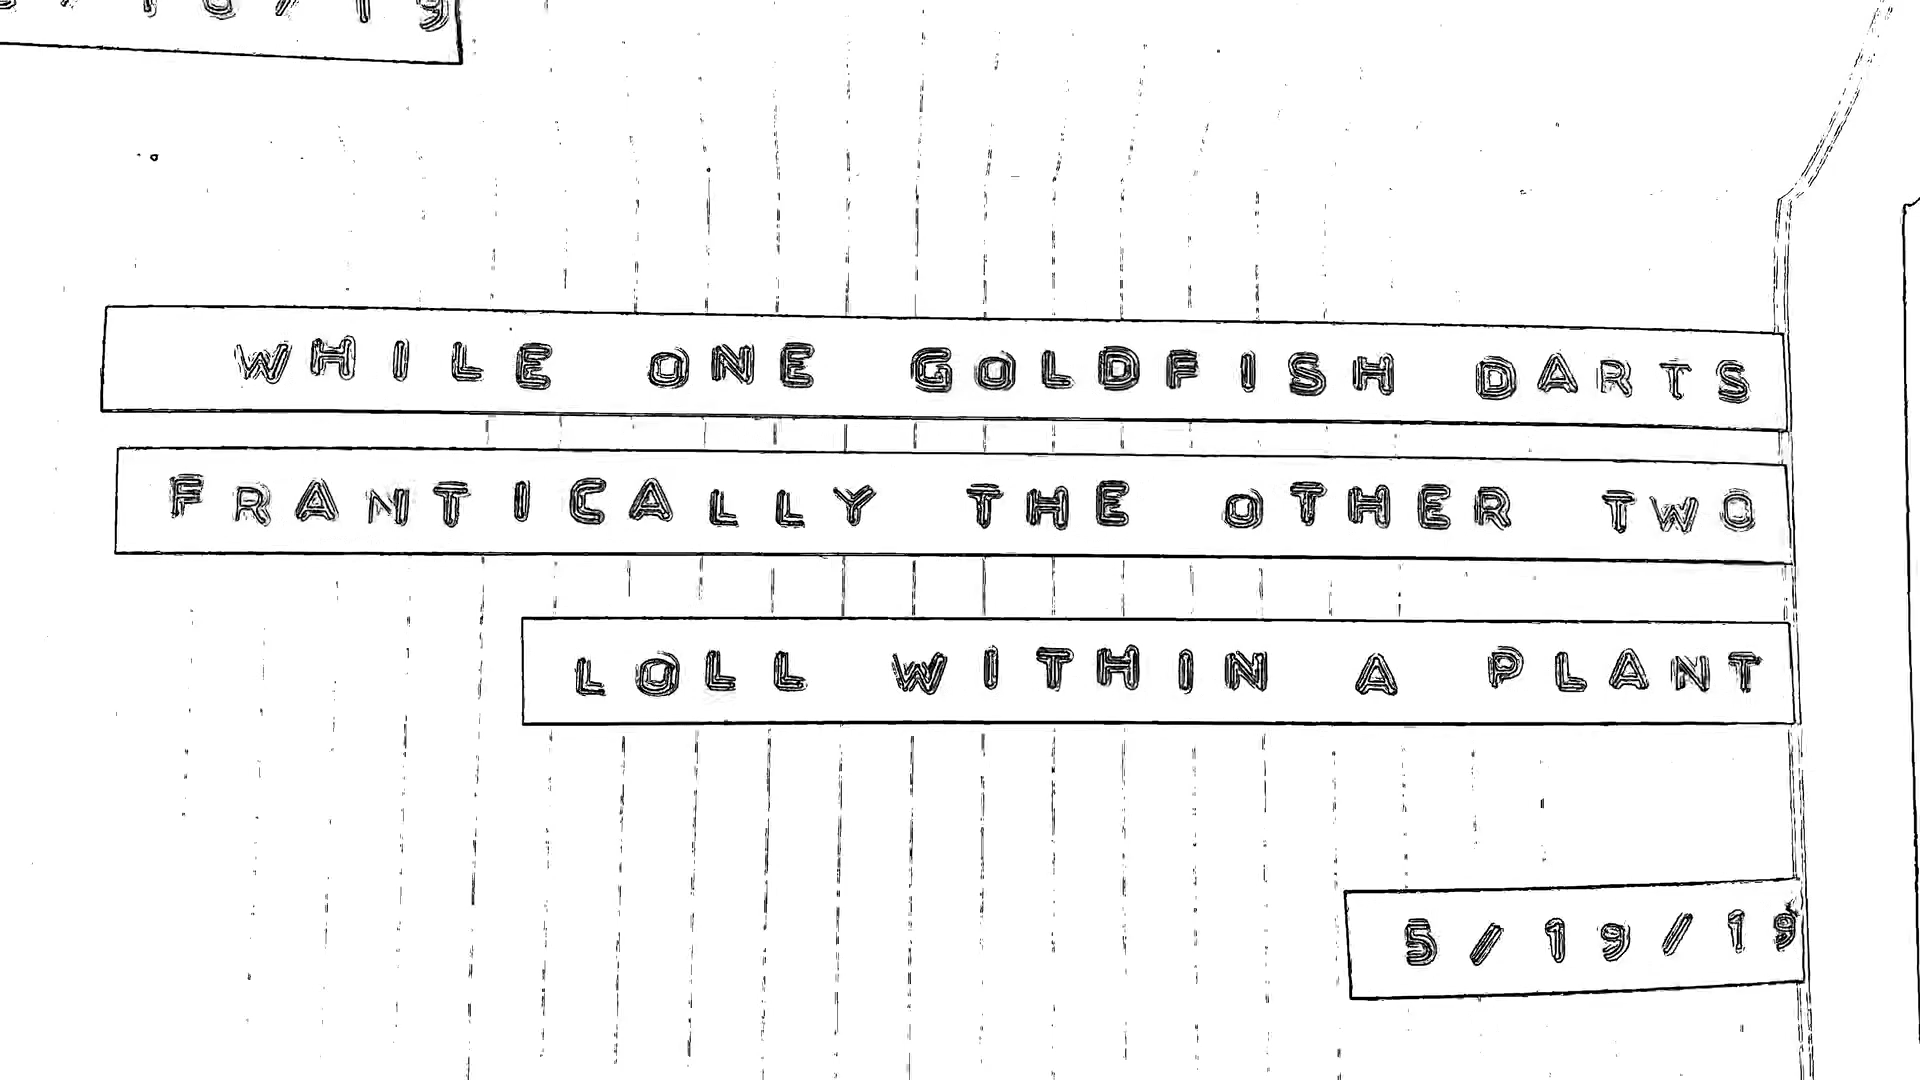 WHILE ONE GOLDFISH DARTS
FRANTICALLY THE OTHER TWO
LOLL WITHIN A PLANT
5/19/19